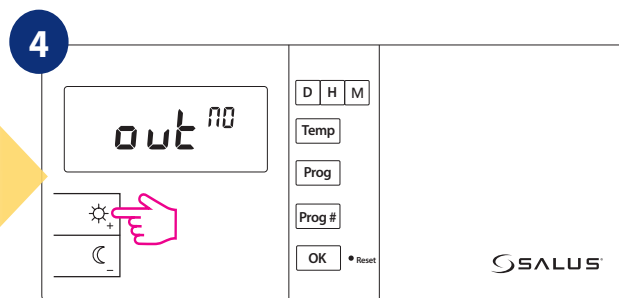 4
out no
D H M
Temp
Prog
Prog #
OK
Reset
+
−
SALUS